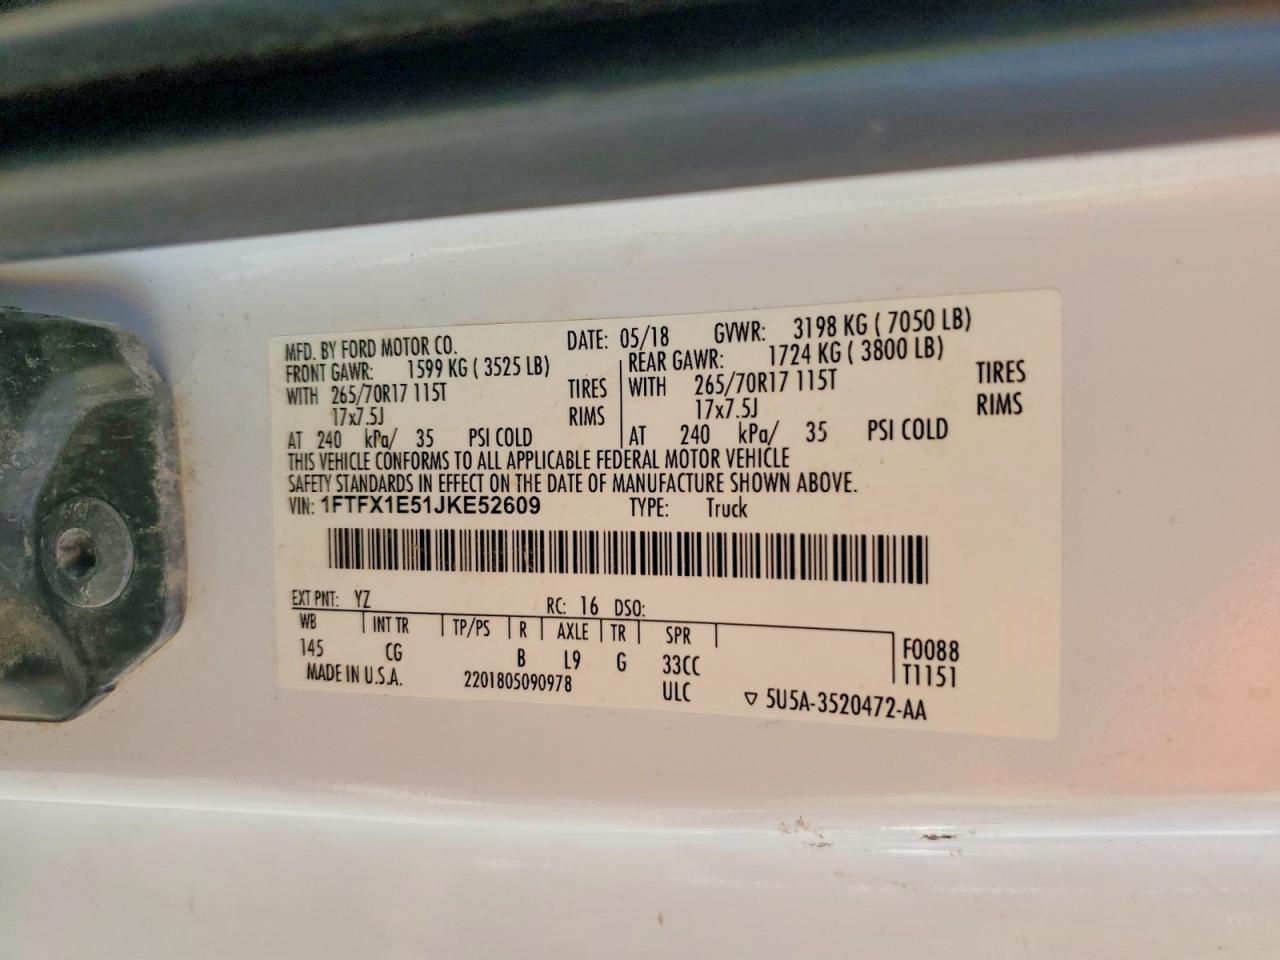 MFD. BY FORD MOTOR CO. DATE: 05/18 GVWR: 3198 KG ( 7050 LB)
FRONT GAWR: 1599 KG ( 3525 LB) REAR GAWR: 1724 KG ( 3800 LB)
WITH 265/70R17 115T TIRES WITH 265/70R17 115T TIRES
17x7.5J RIMS 17x7.5J RIMS
AT 240 kPa/ 35 PSI COLD AT 240 kPa/ 35 PSI COLD
THIS VEHICLE CONFORMS TO ALL APPLICABLE FEDERAL MOTOR VEHICLE
SAFETY STANDARDS IN EFFECT ON THE DATE OF MANUFACTURE SHOWN ABOVE.
VIN: 1FTFX1E51JKE52609 TYPE: Truck
EXT PNT: YZ RC: 16 DSO:
WB INT TR TP/PS R AXLE TR SPR F0088
145 CG B L9 G 33CC T1151
MADE IN U.S.A. 2201805090978 ULC ▽ 5U5A-3520472-AA